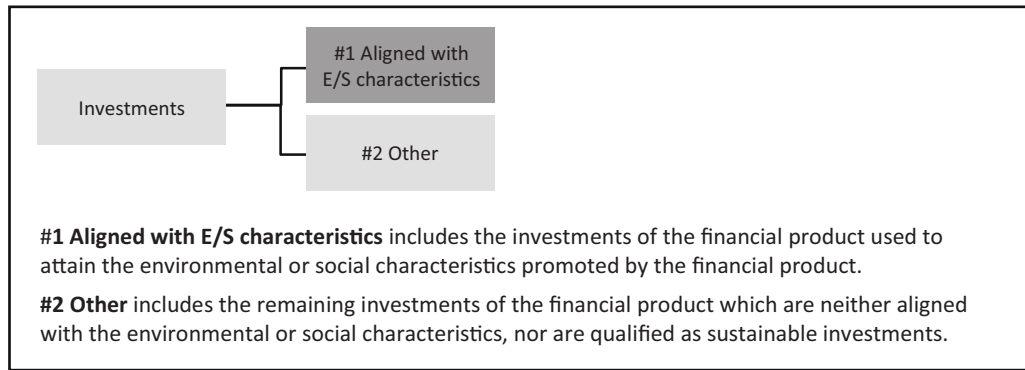 #1 Aligned with
E/S characteristics
Investments
#2 Other
#1 Aligned with E/S characteristics includes the investments of the financial product used to
attain the environmental or social characteristics promoted by the financial product.
#2 Other includes the remaining investments of the financial product which are neither aligned
with the environmental or social characteristics, nor are qualified as sustainable investments.